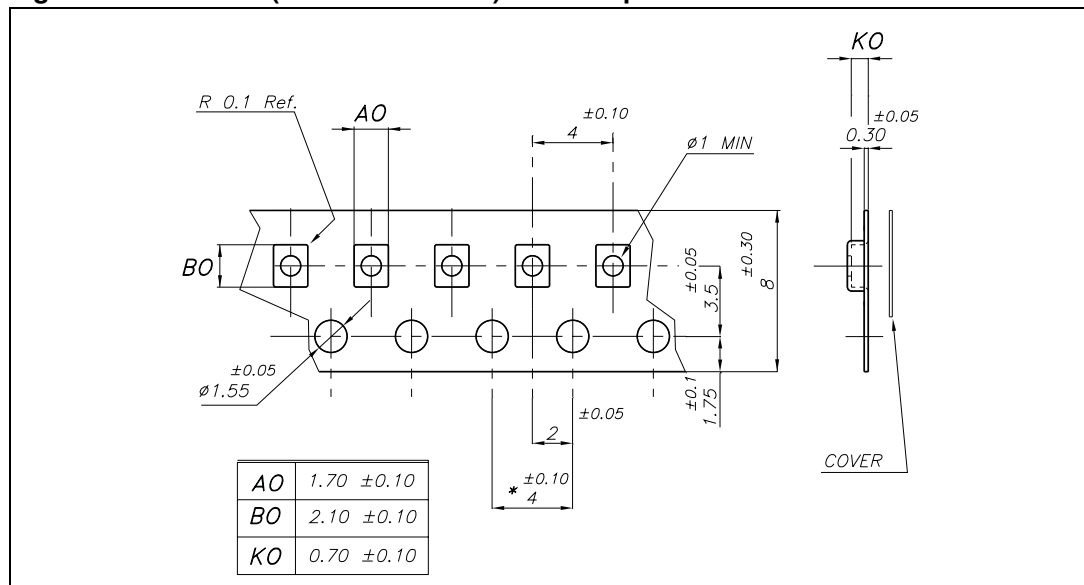 KO
R 0.1 Ref.
AO
±0.10
4
ø1 MIN
±0.05
0.30
BO
±0.05
3.5
±0.30
8
±0.05
ø1.55
±0.1
1.75
±0.05
2
±0.10
* 4
COVER
AO 1.70 ±0.10
BO 2.10 ±0.10
KO 0.70 ±0.10